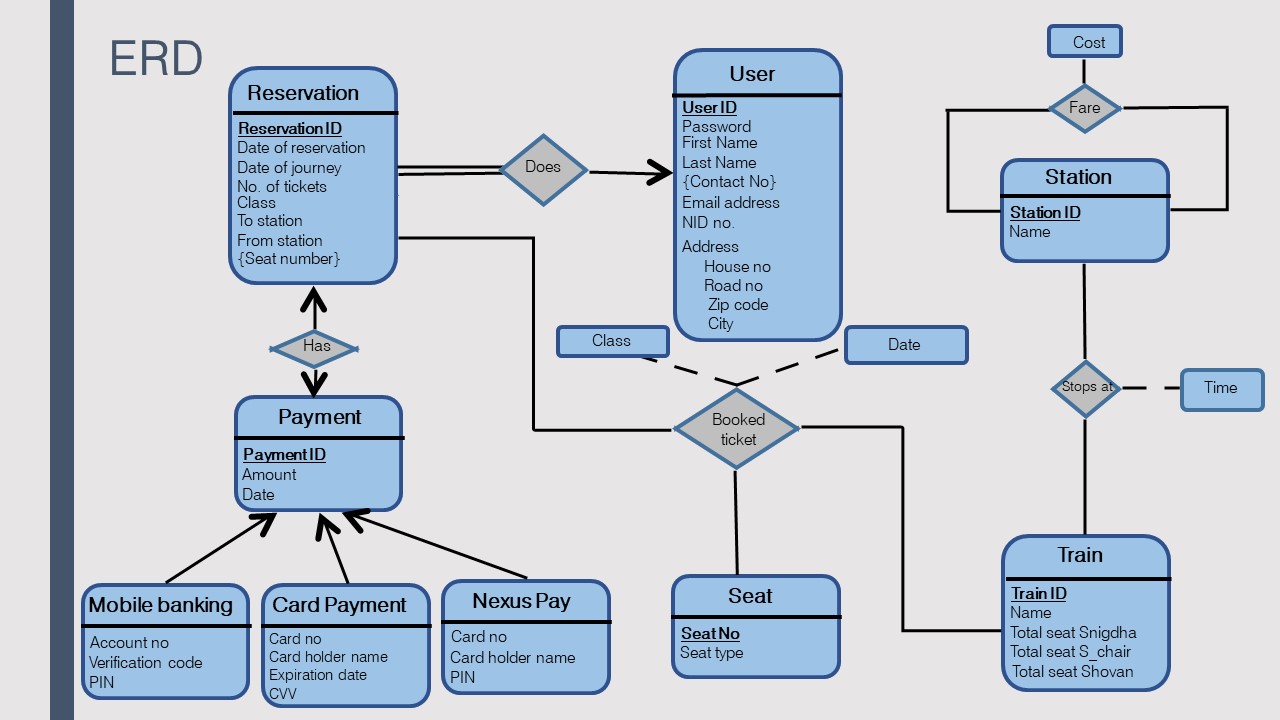 ERD
Reservation
Reservation ID
Date of reservation
Date of journey
No. of tickets
Class
To station
From station
{Seat number}
Does
User
User ID
Password
First Name
Last Name
{Contact No}
Email address
NID no.
Address
House no
Road no
Zip code
City
Cost
Fare
Station
Station ID
Name
Has
Class
Date
Stops at
Time
Payment
Payment ID
Amount
Date
Booked
ticket
Mobile banking
Account no
Verification code
PIN
Card Payment
Card no
Card holder name
Expiration date
CVV
Nexus Pay
Card no
Card holder name
PIN
Seat
Seat No
Seat type
Train
Train ID
Name
Total seat Snigdha
Total seat S_chair
Total seat Shovan